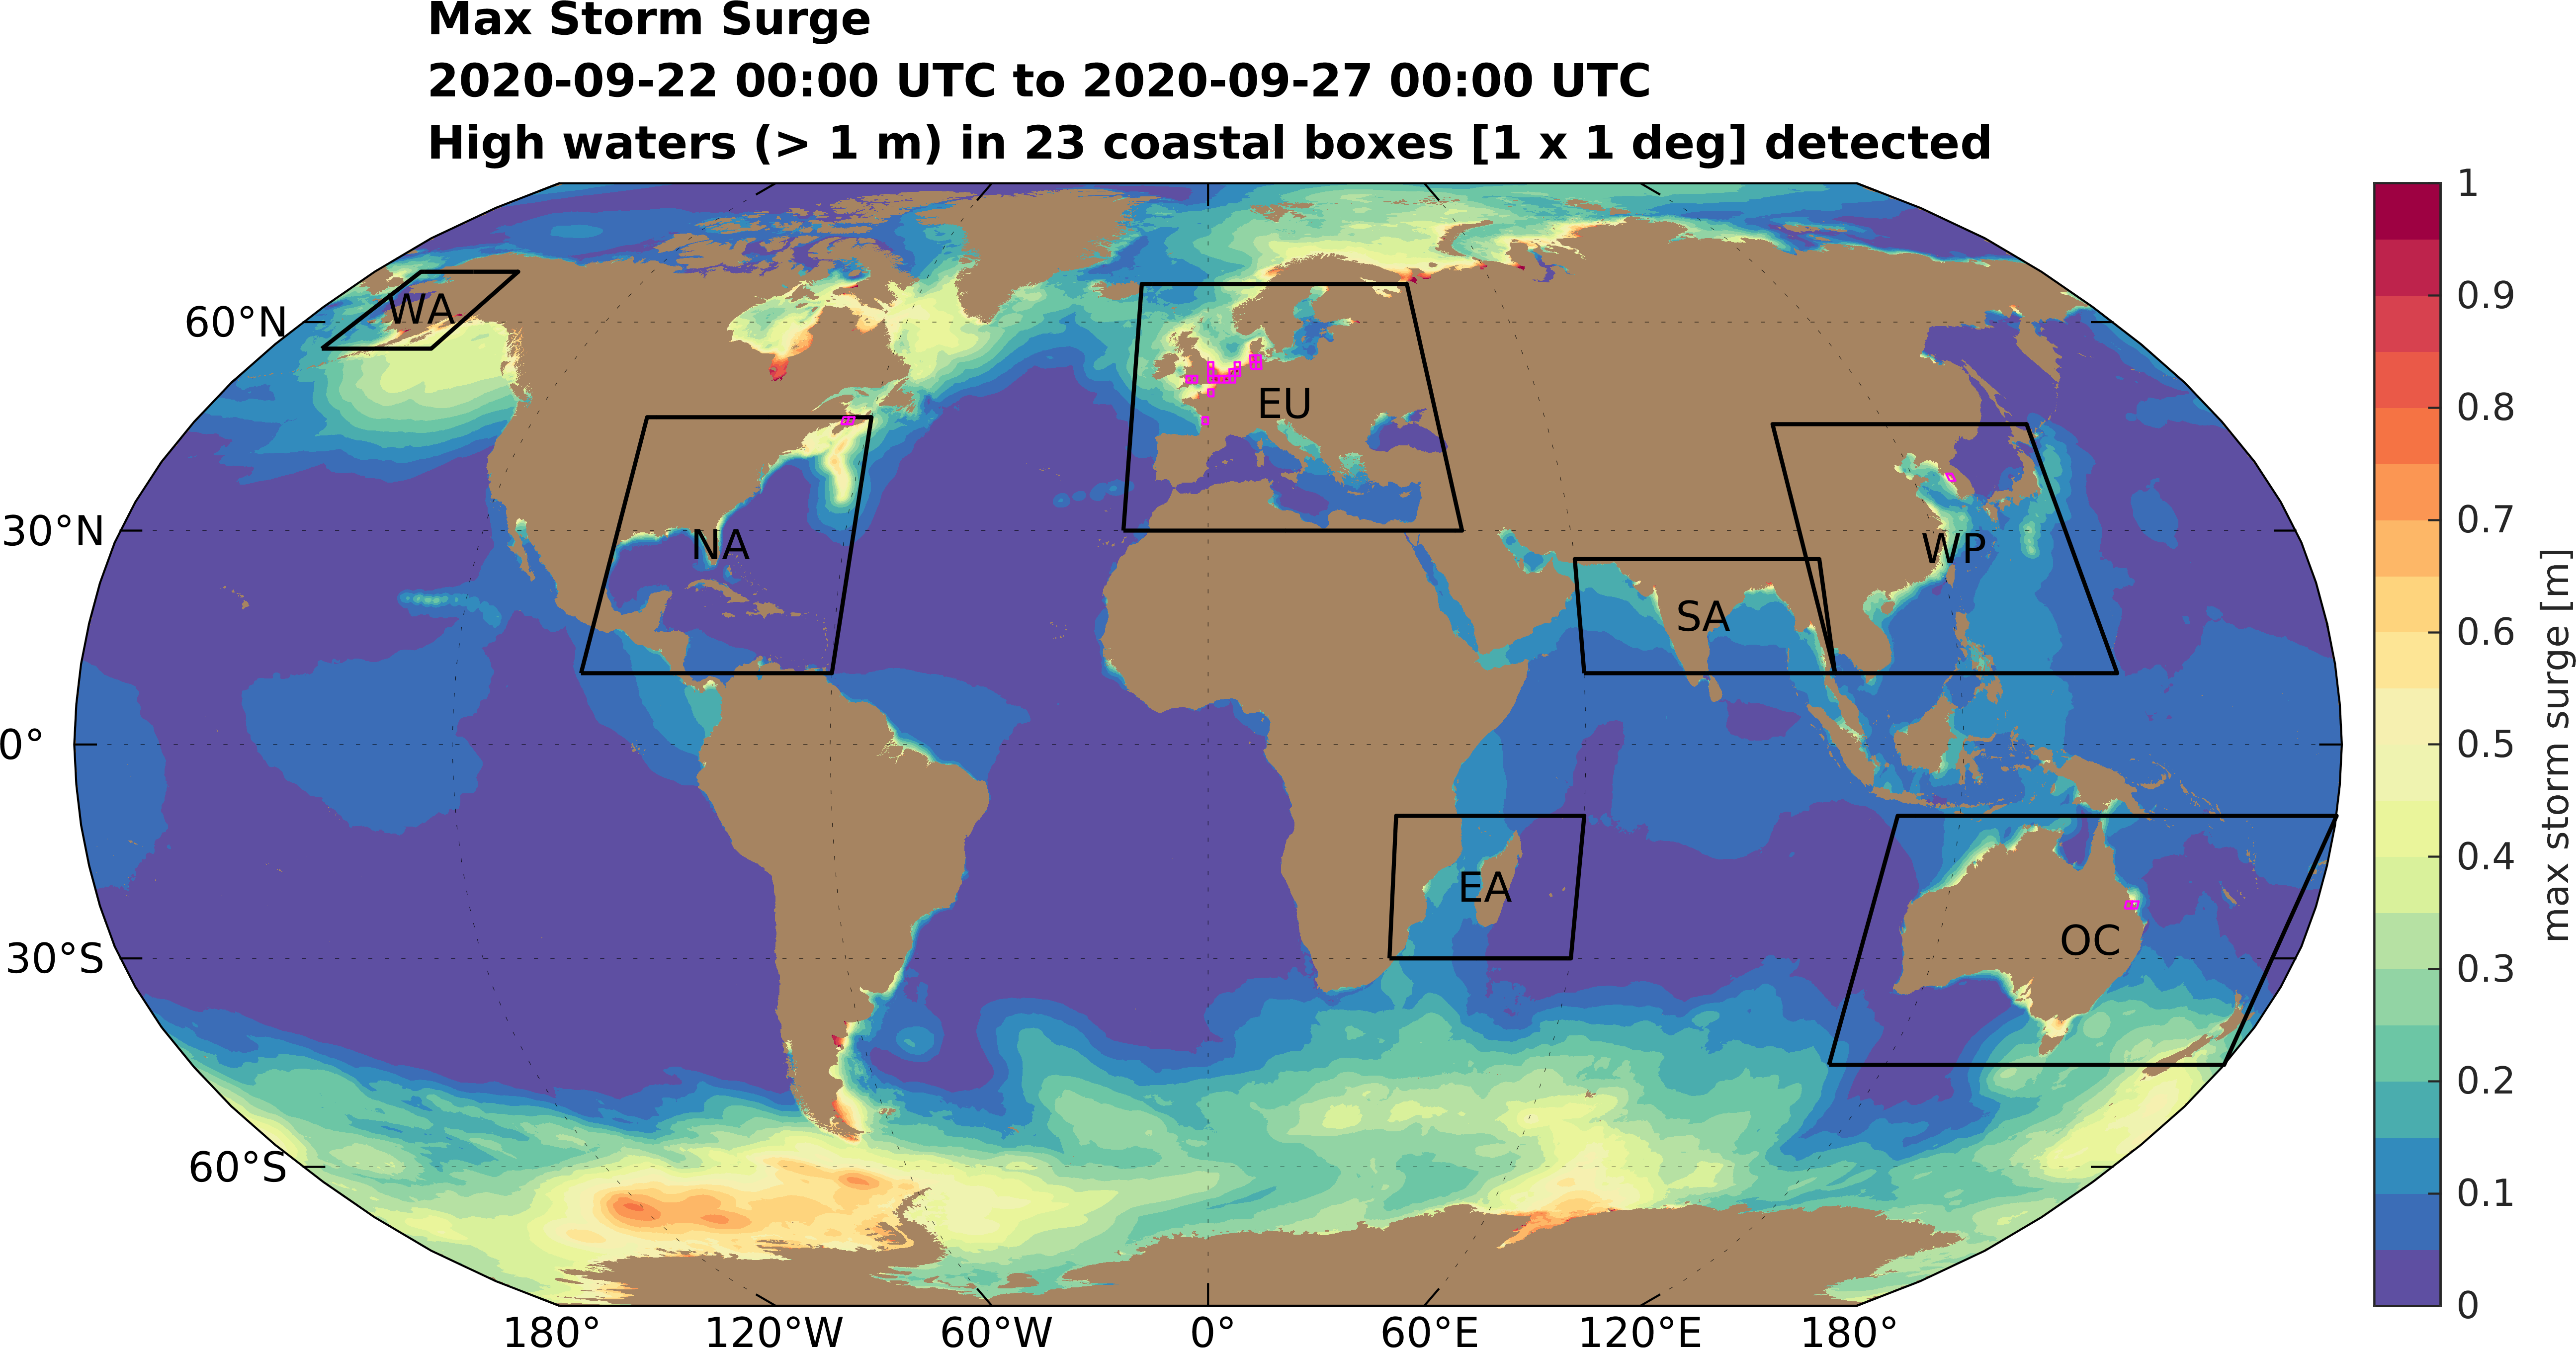 Max Storm Surge
2020-09-22 00:00 UTC to 2020-09-27 00:00 UTC
High waters (> 1 m) in 23 coastal boxes [1 x 1 deg] detected
60°N
30°N
0°
30°S
60°S
WA
NA
EU
SA
WP
EA
OC
180°
120°W
60°W
0°
60°E
120°E
180°
1
0.9
0.8
0.7
0.6
0.5
0.4
0.3
0.2
0.1
0
max storm surge [m]